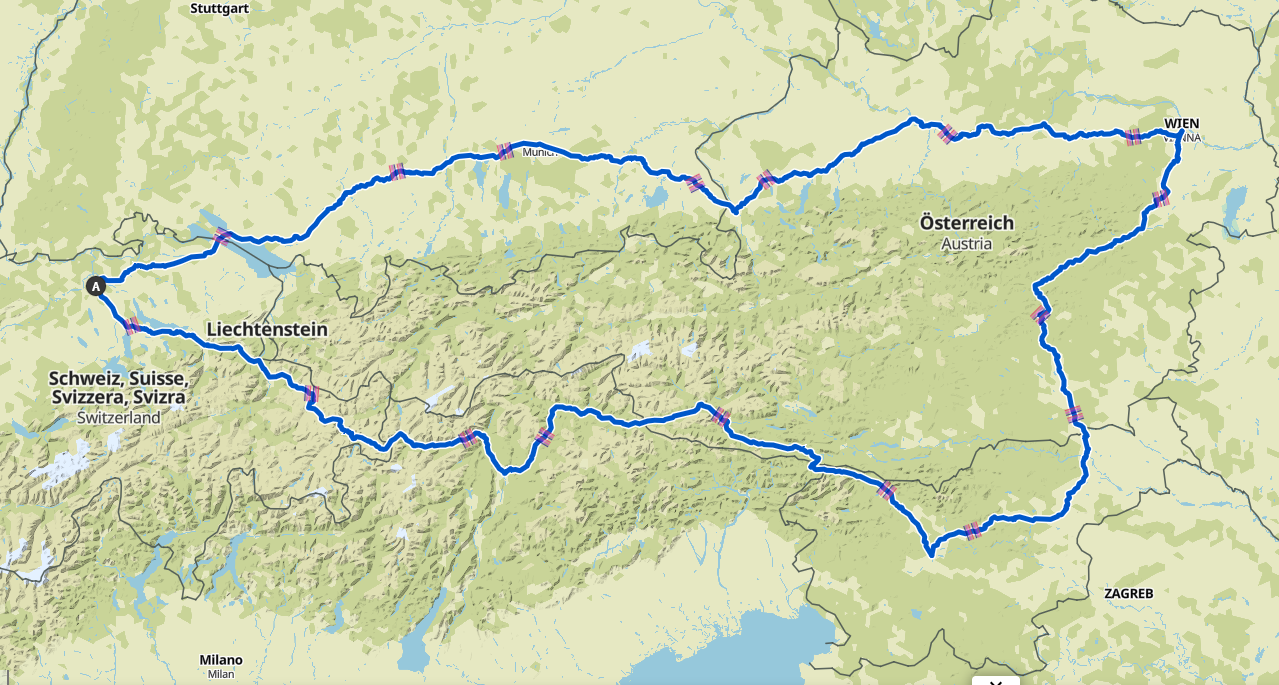 Stuttgart
WIEN
VIENNA
Munich
Österreich
Austria
Liechtenstein
A
Schweiz, Suisse,
Svizzera, Svizra
Switzerland
ZAGREB
Milano
Milan